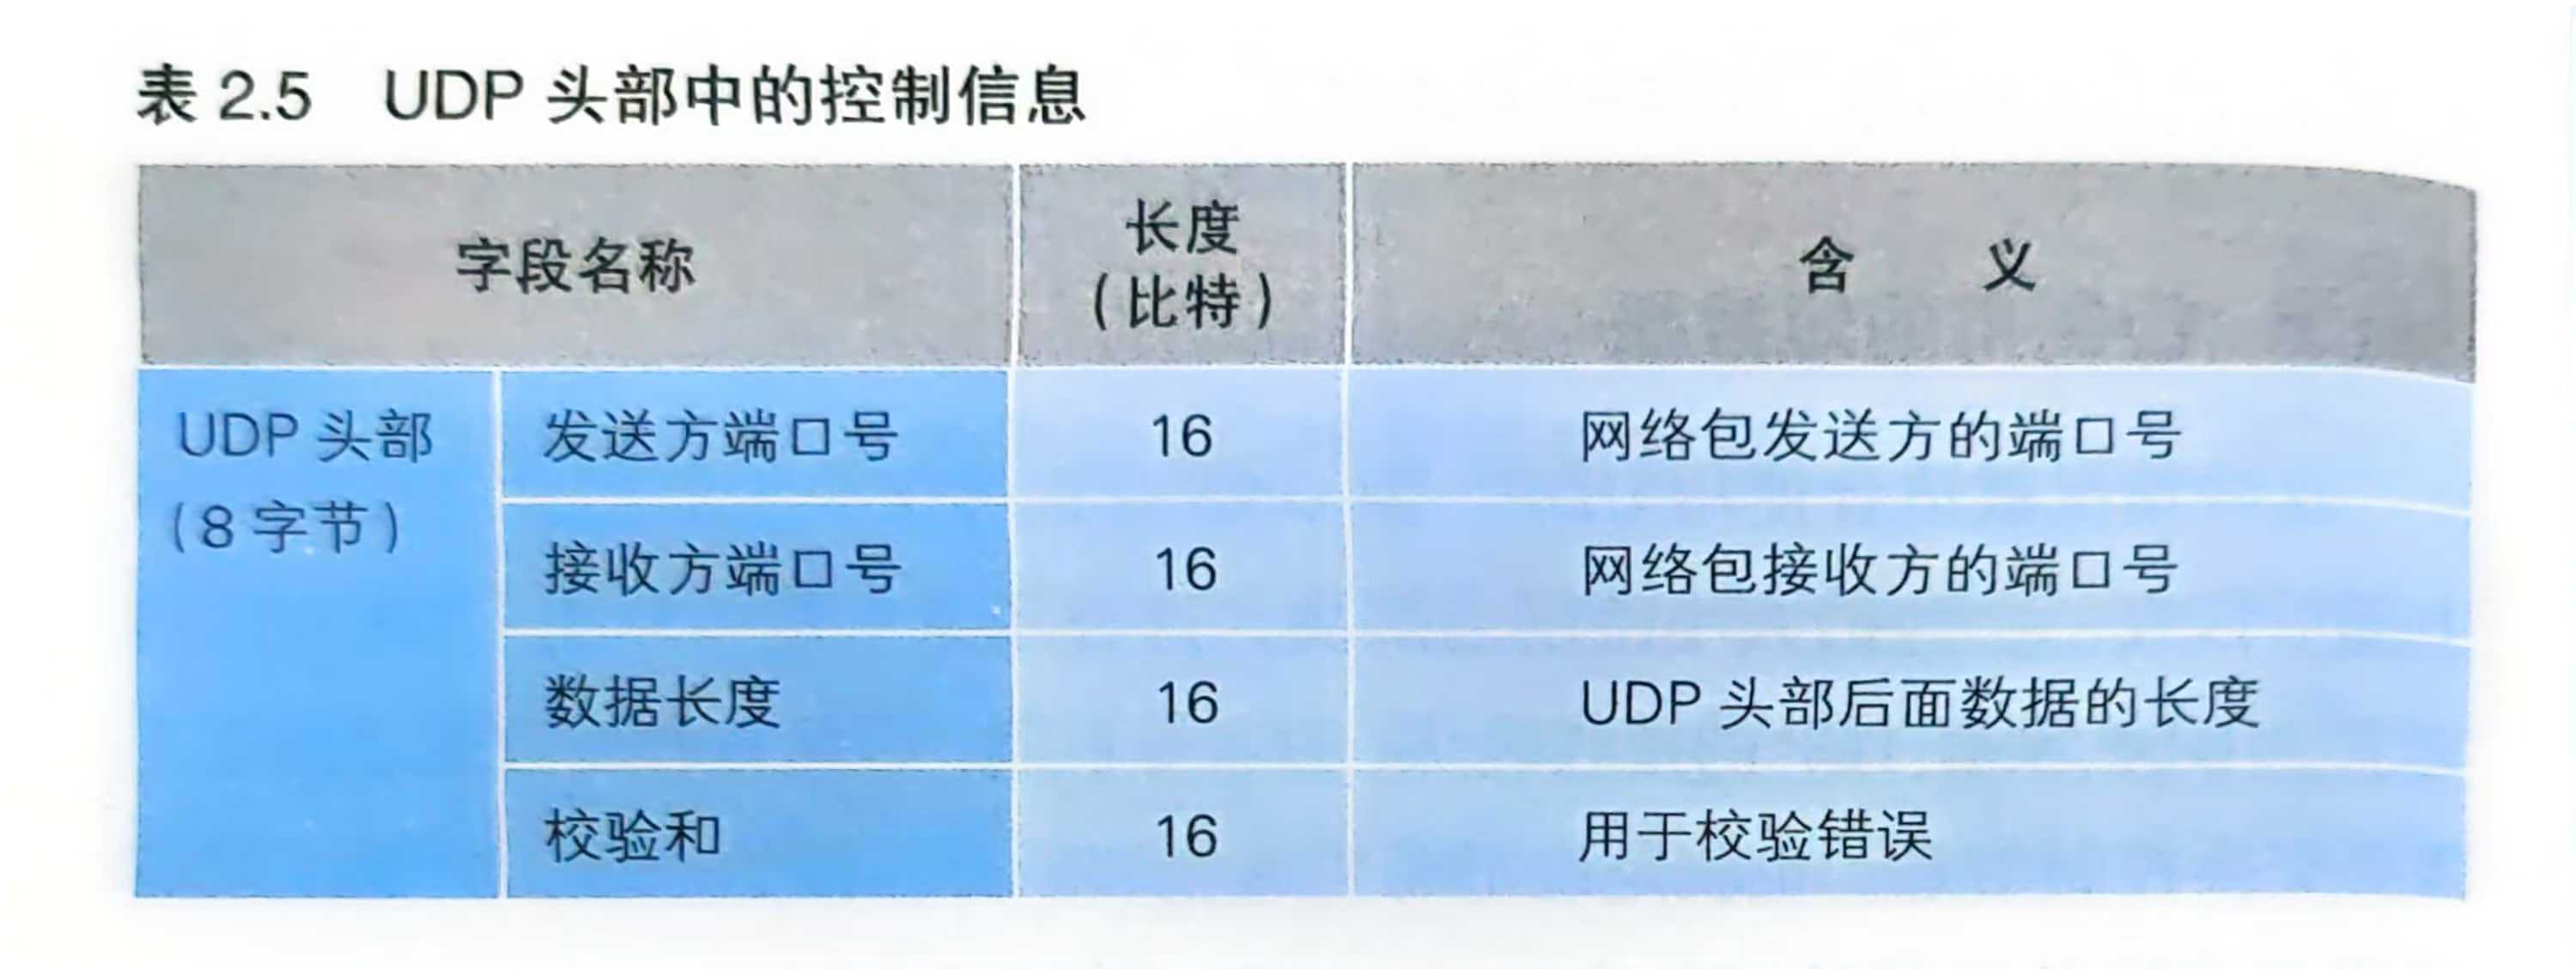 表 2.5 UDP 头部中的控制信息
字段名称 长度（比特） 含 义
UDP 头部（8 字节） 发送方端口号 16 网络包发送方的端口号
接收方端口号 16 网络包接收方的端口号
数据长度 16 UDP 头部后面数据的长度
校验和 16 用于校验错误